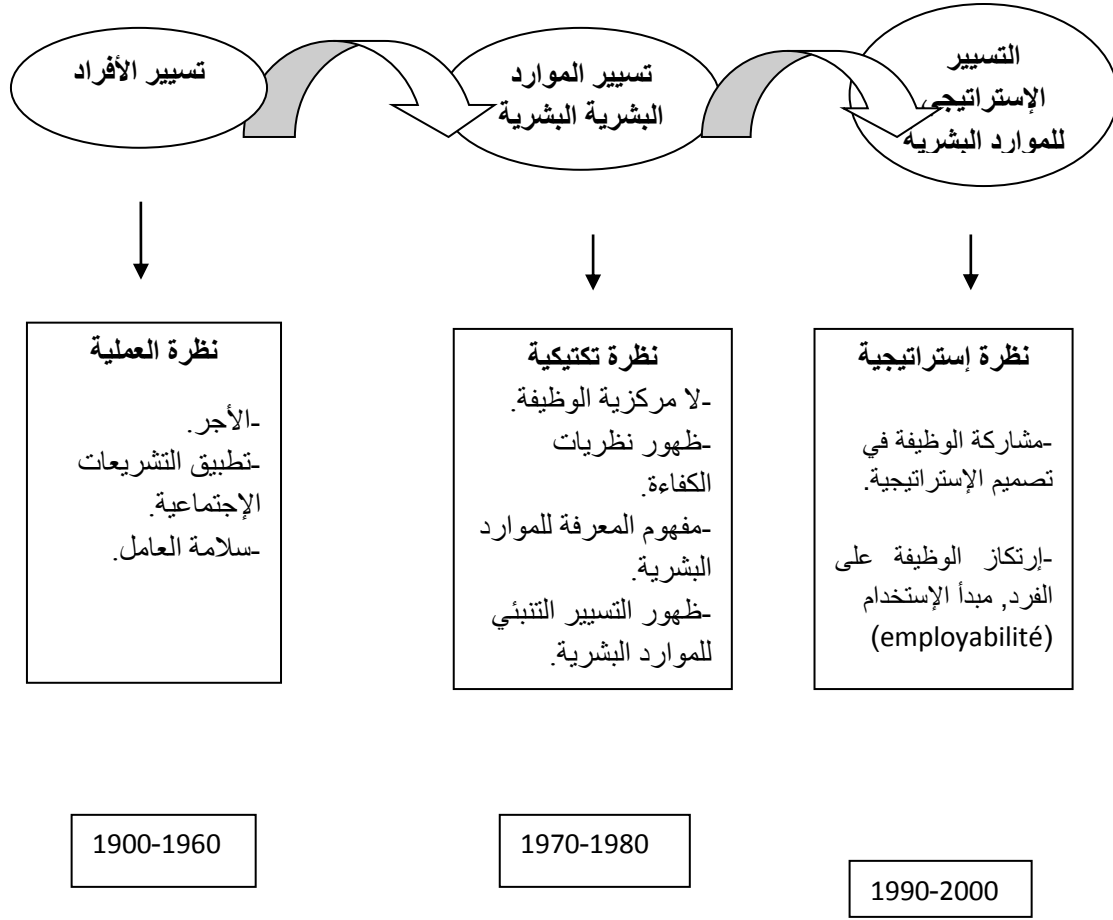 تسيير الأفراد
تسيير الموارد
البشرية البشرية
التسيير
الإستراتيجي
للموارد البشرية
نظرة العملية
-الأجر.
-تطبيق التشريعات
الإجتماعية.
-سلامة العامل.
نظرة تكتيكية
-لا مركزية الوظيفة.
-ظهور نظريات
الكفاءة.
-مفهوم المعرفة للموارد
البشرية.
-ظهور التسيير التنبئي
للموارد البشرية.
نظرة إستراتيجية
-مشاركة الوظيفة في
تصميم الإستراتيجية.
-إرتكاز الوظيفة على
الفرد, مبدأ الإستخدام
(employabilité)
1900-1960
1970-1980
1990-2000